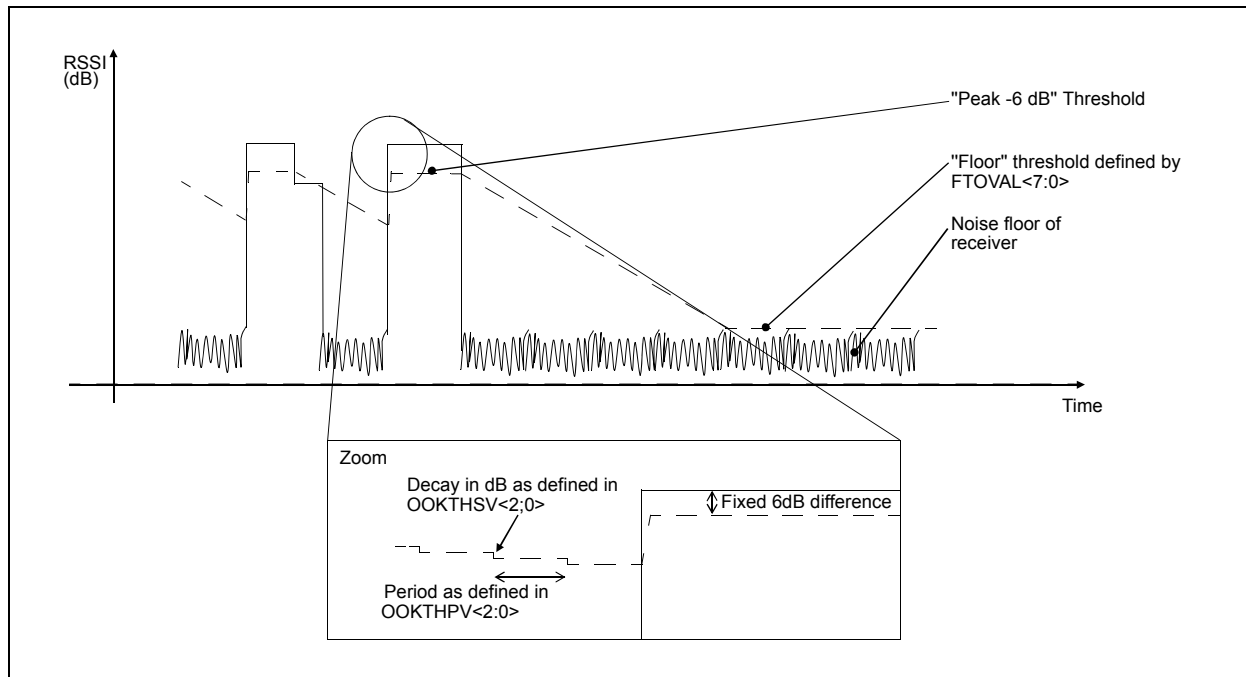 RSSI
(dB)
"Peak -6 dB" Threshold
"Floor" threshold defined by
FTOVAL<7:0>
Noise floor of
receiver
Time
Zoom
Decay in dB as defined in
OOKTHSV<2;0>
Fixed 6dB difference
Period as defined in
OOKTHPV<2:0>